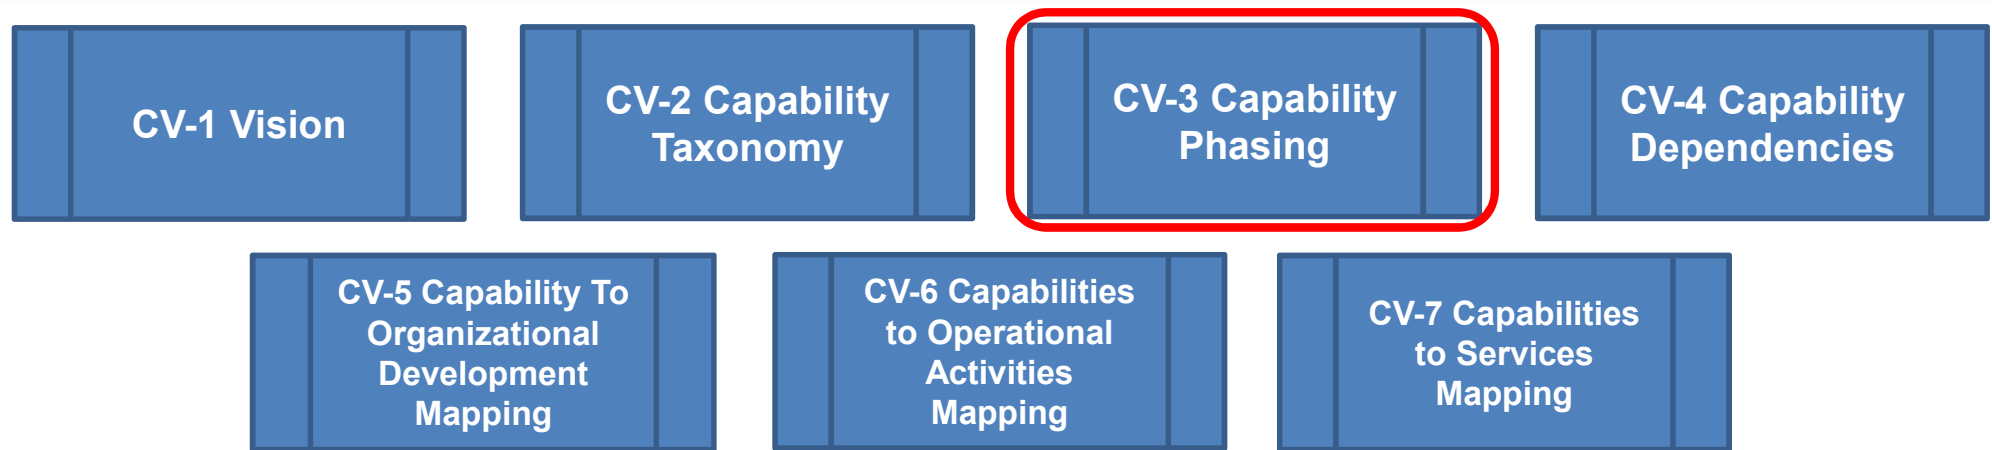 CV-1 Vision
CV-2 Capability
Taxonomy
CV-3 Capability
Phasing
CV-4 Capability
Dependencies
CV-5 Capability To
Organizational
Development
Mapping
CV-6 Capabilities
to Operational
Activities
Mapping
CV-7 Capabilities
to Services
Mapping